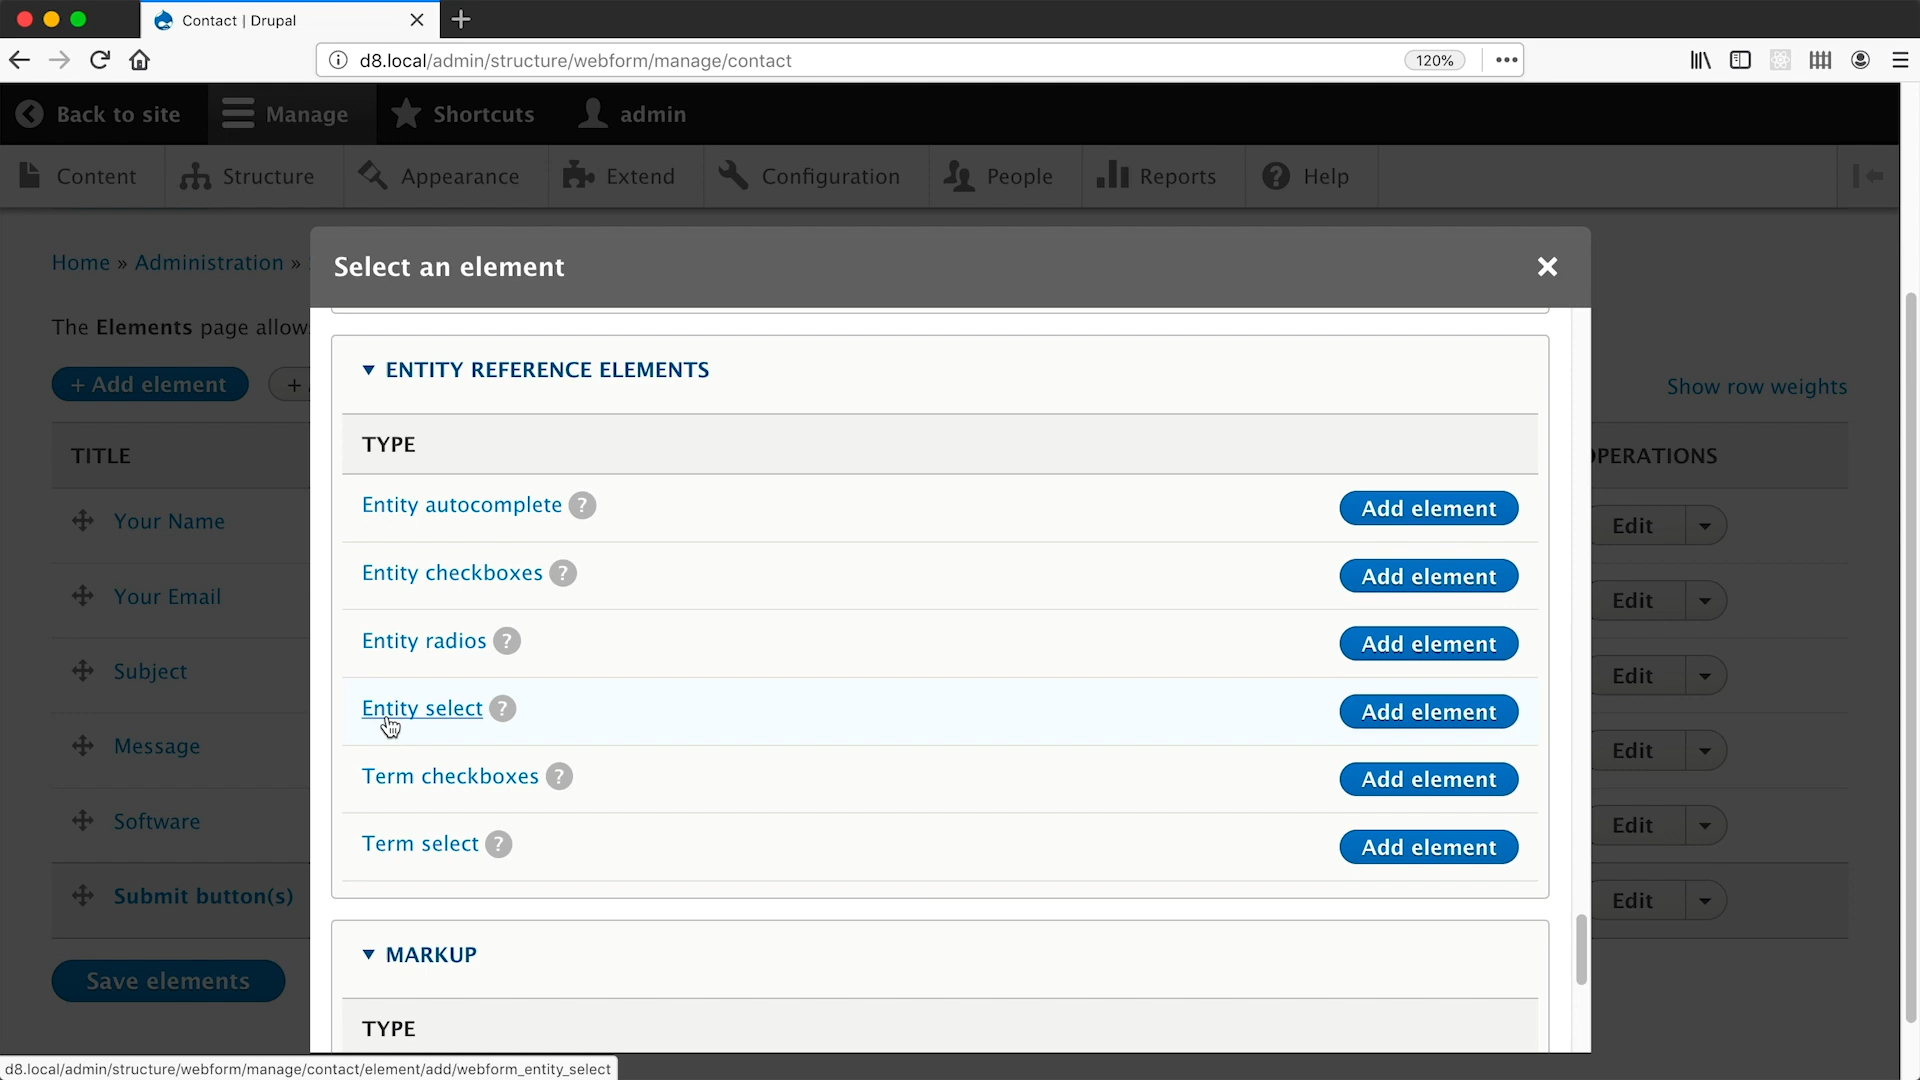 Contact | Drupal
d8.local/admin/structure/webform/manage/contact
120%
Back to site
Manage
Shortcuts
admin
Content
Structure
Appearance
Extend
Configuration
People
Reports
Help
Home » Administration »
Select an element
The Elements page allow
+ Add element
+
Show row weights
TITLE
OPERATIONS
Your Name
Edit
Your Email
Edit
Subject
Edit
Message
Edit
Software
Edit
Submit button(s)
Edit
Save elements
ENTITY REFERENCE ELEMENTS
TYPE
Entity autocomplete ?
Add element
Entity checkboxes ?
Add element
Entity radios ?
Add element
Entity select ?
Add element
Term checkboxes ?
Add element
Term select ?
Add element
MARKUP
TYPE
d8.local/admin/structure/webform/manage/contact/element/add/webform_entity_select